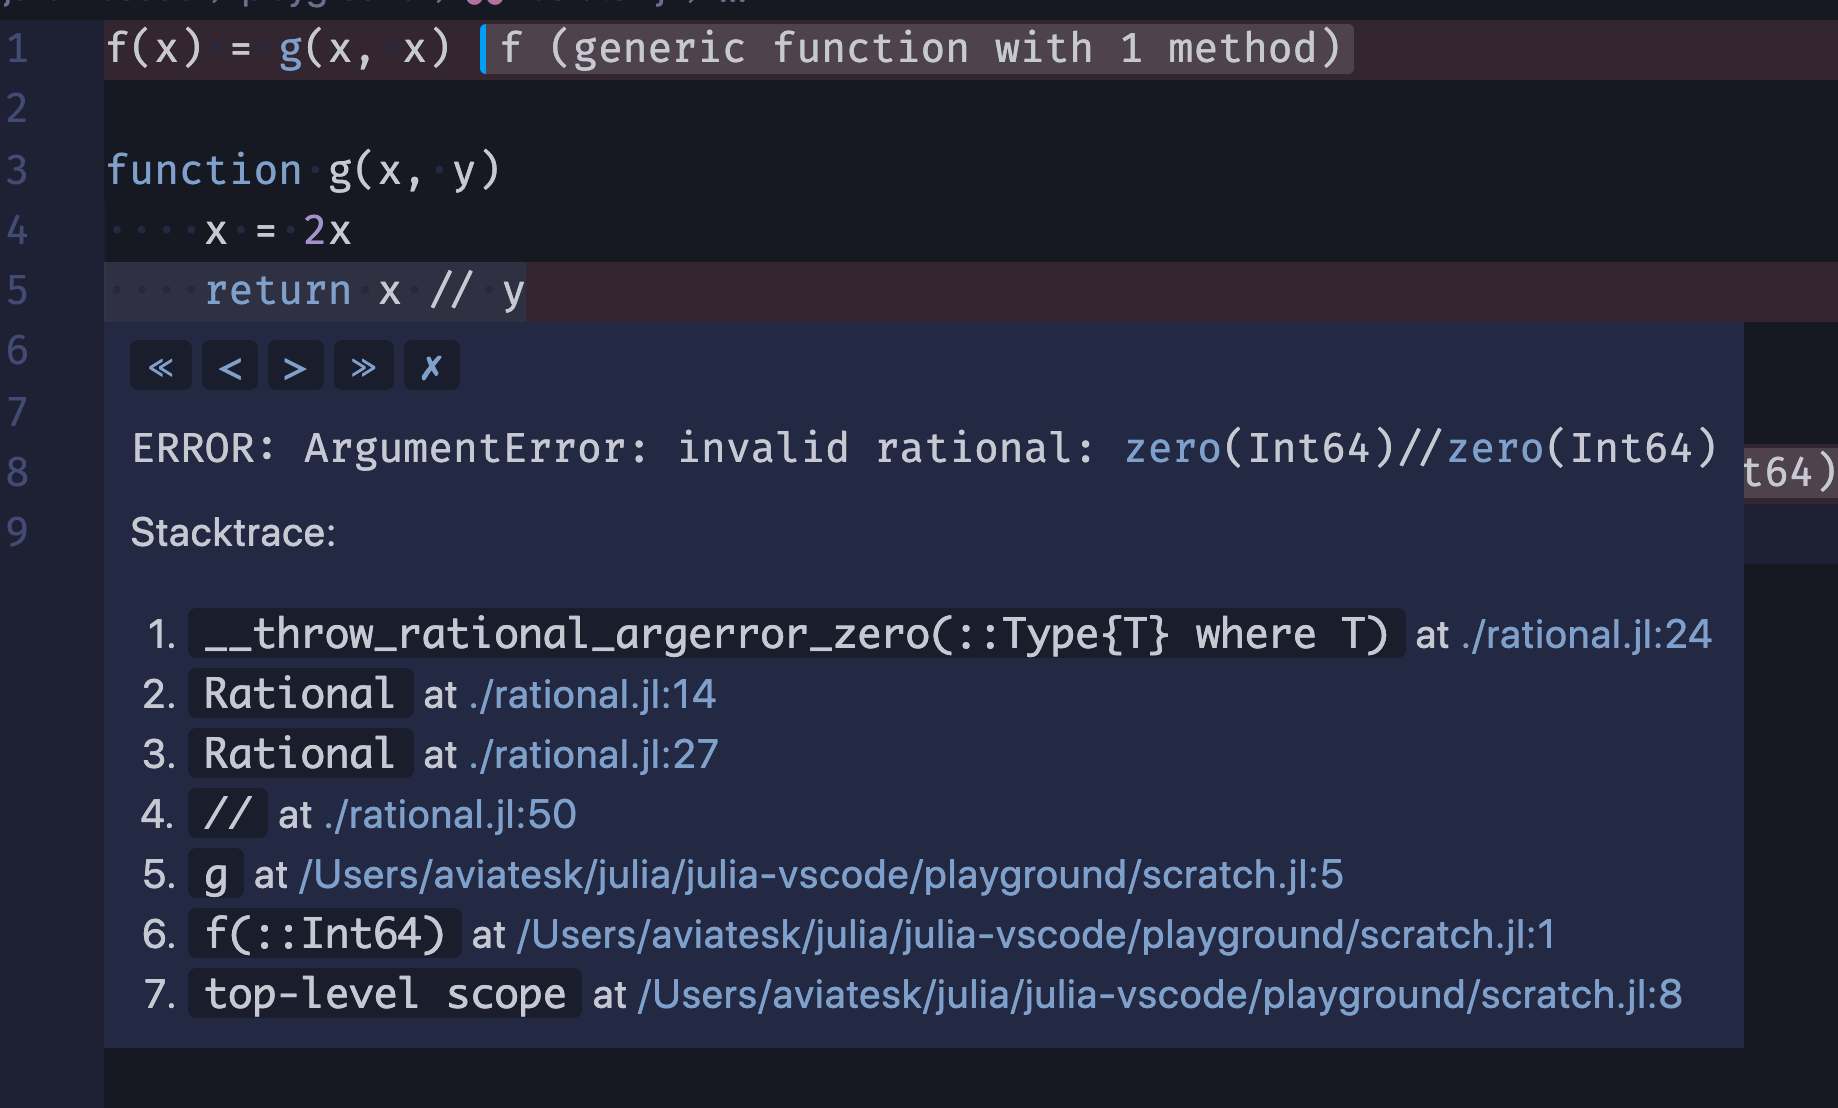 1 f(x) = g(x, x) f (generic function with 1 method)
2
3 function g(x, y)
4 x = 2x
5 return x // y
6 « < > » ✗
7 ERROR: ArgumentError: invalid rational: zero(Int64)//zero(Int64)
8 t64)
9 Stacktrace:
1. __throw_rational_argerror_zero(::Type{T} where T) at ./rational.jl:24
2. Rational at ./rational.jl:14
3. Rational at ./rational.jl:27
4. // at ./rational.jl:50
5. g at /Users/aviatesk/julia/julia-vscode/playground/scratch.jl:5
6. f(::Int64) at /Users/aviatesk/julia/julia-vscode/playground/scratch.jl:1
7. top-level scope at /Users/aviatesk/julia/julia-vscode/playground/scratch.jl:8